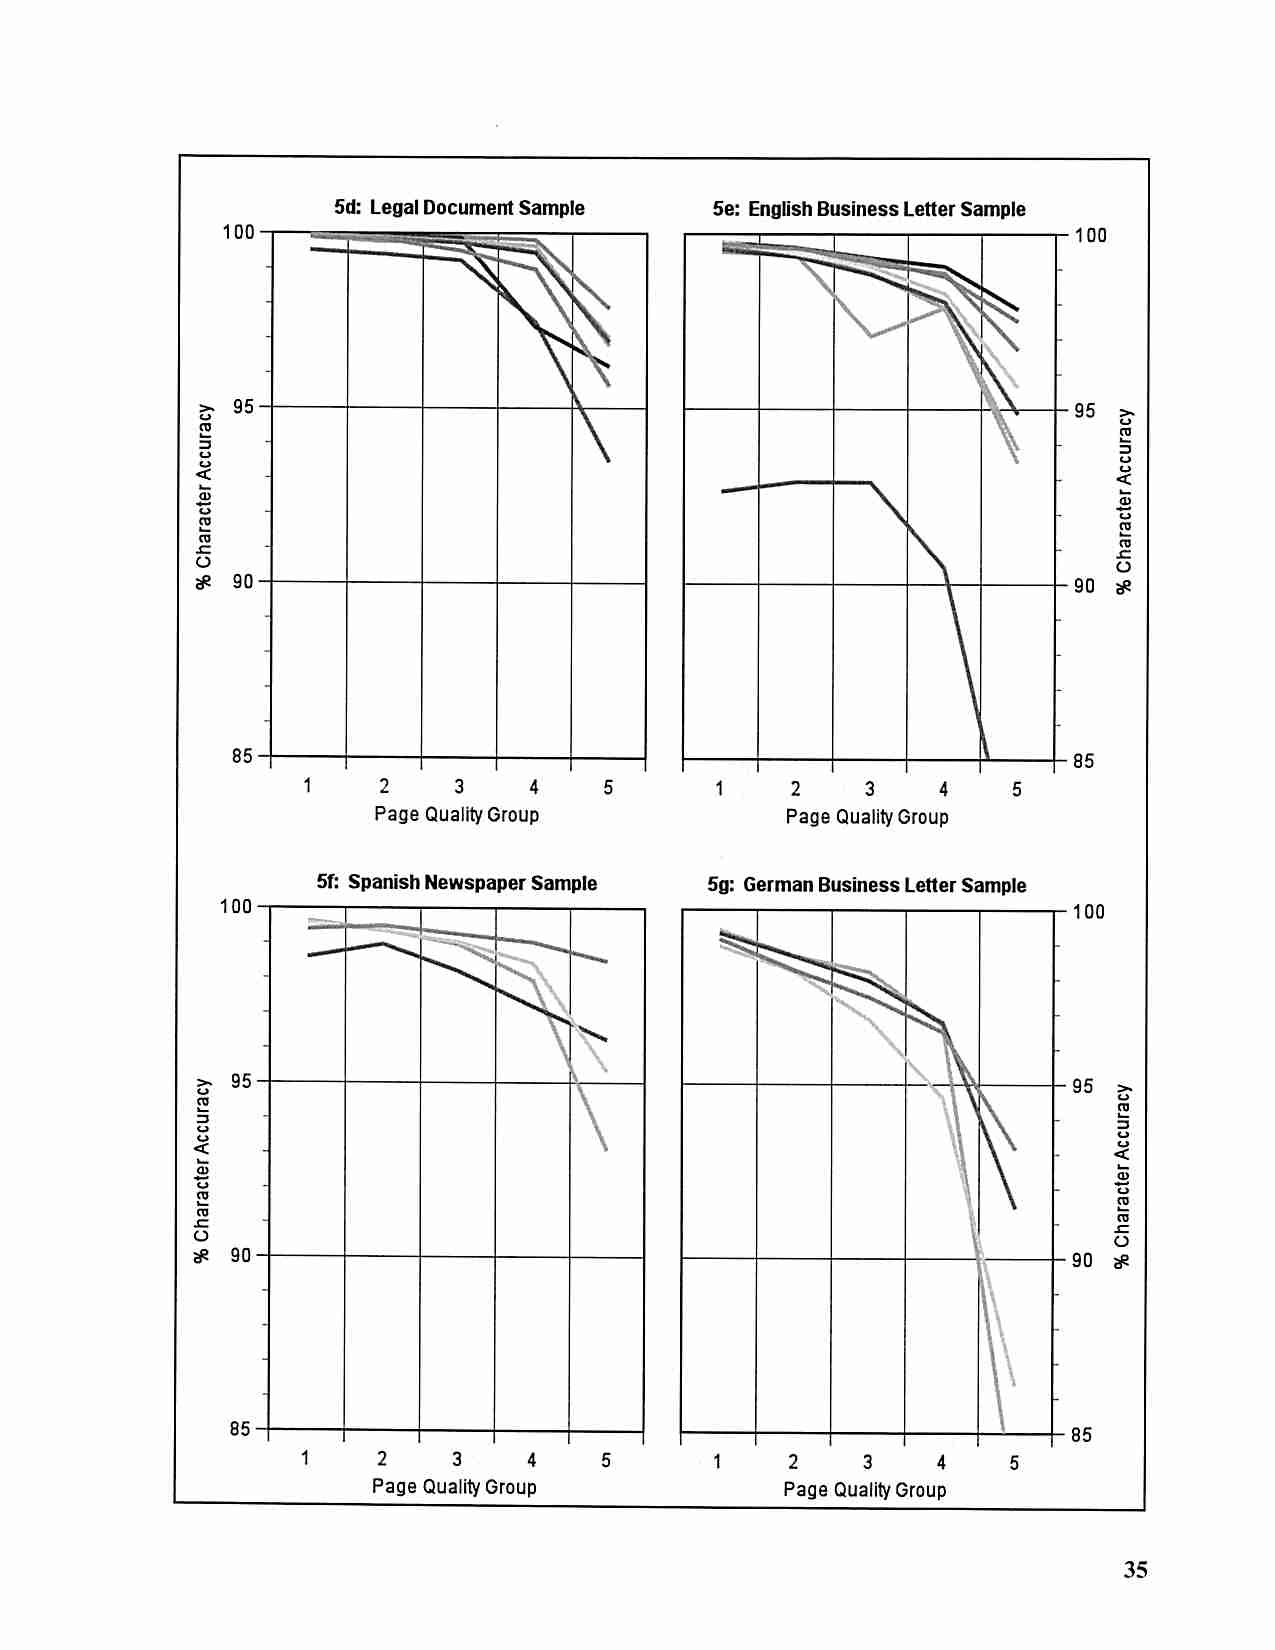 5d: Legal Document Sample
100
95
90
85
% Character Accuracy
1 2 3 4 5
Page Quality Group
5e: English Business Letter Sample
100
95
90
85
% Character Accuracy
1 2 3 4 5
Page Quality Group
5f: Spanish Newspaper Sample
100
95
90
85
% Character Accuracy
1 2 3 4 5
Page Quality Group
5g: German Business Letter Sample
100
95
90
85
% Character Accuracy
1 2 3 4 5
Page Quality Group
35